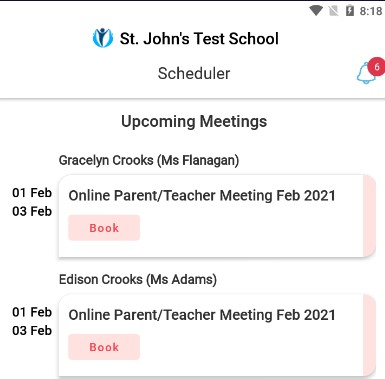 8:18
St. John's Test School
Scheduler
6
Upcoming Meetings
Gracelyn Crooks (Ms Flanagan)
01 Feb
03 Feb
Online Parent/Teacher Meeting Feb 2021
Book
Edison Crooks (Ms Adams)
01 Feb
03 Feb
Online Parent/Teacher Meeting Feb 2021
Book